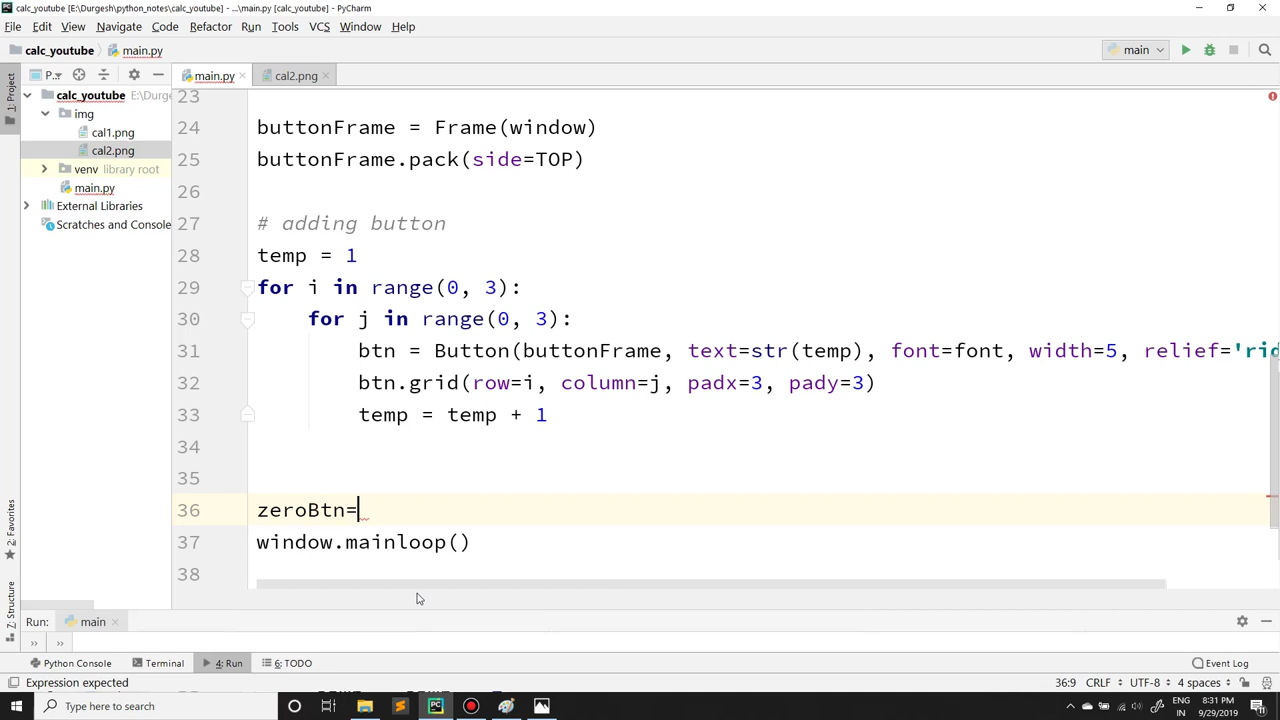 calc_youtube [E:\Durgesh\python_notes\calc_youtube] - ...\main.py [calc_youtube] - PyCharm
File Edit View Navigate Code Refactor Run Tools VCS Window Help
calc_youtube main.py main
1: Project
P... main.py cal2.png
calc_youtube E:\Durge
img
cal1.png
cal2.png
venv library root
main.py
External Libraries
Scratches and Console
23
24 buttonFrame = Frame(window)
25 buttonFrame.pack(side=TOP)
26
27 # adding button
28 temp = 1
29 for i in range(0, 3):
30 for j in range(0, 3):
31 btn = Button(buttonFrame, text=str(temp), font=font, width=5, relief='rid
32 btn.grid(row=i, column=j, padx=3, pady=3)
33 temp = temp + 1
34
35
36 zeroBtn=
37 window.mainloop()
38
2: Favorites
Z: Structure
Run: main
» »
Python Console Terminal 4: Run 6: TODO Event Log
Expression expected 36:9 CRLF UTF-8 4 spaces
Type here to search
ENG 8:31 PM
IN 9/29/2019